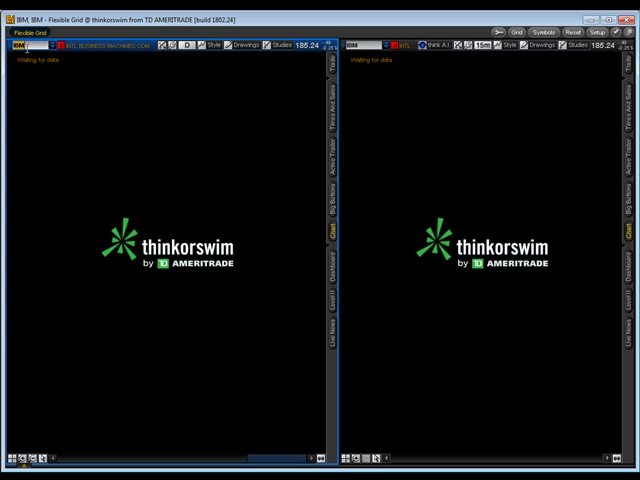 IBM, IBM - Flexible Grid @ thinkorswim from TD AMERITRADE [build 1802.24]
Flexible Grid
Grid
Symbols
Reset
Setup
IBM
INTL BUSINESS MACHINES COM
D
Style
Drawings
Studies
185.24
IBM
INTL
think A.I.
15m
Style
Drawings
Studies
185.24
Waiting for data
Waiting for data
Trade
Times And Sales
Active Trader
Big Buttons
Chart
Dashboard
Level II
Live News
Trade
Times And Sales
Active Trader
Big Buttons
Chart
Dashboard
Level II
Live News
thinkorswim
by TD AMERITRADE
thinkorswim
by TD AMERITRADE